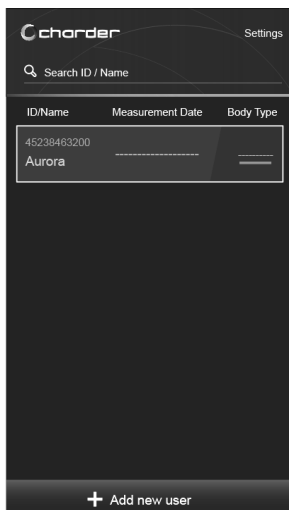 charder
Settings
Search ID / Name
ID/Name Measurement Date Body Type
45238463200
Aurora
-------------------
----------
+ Add new user